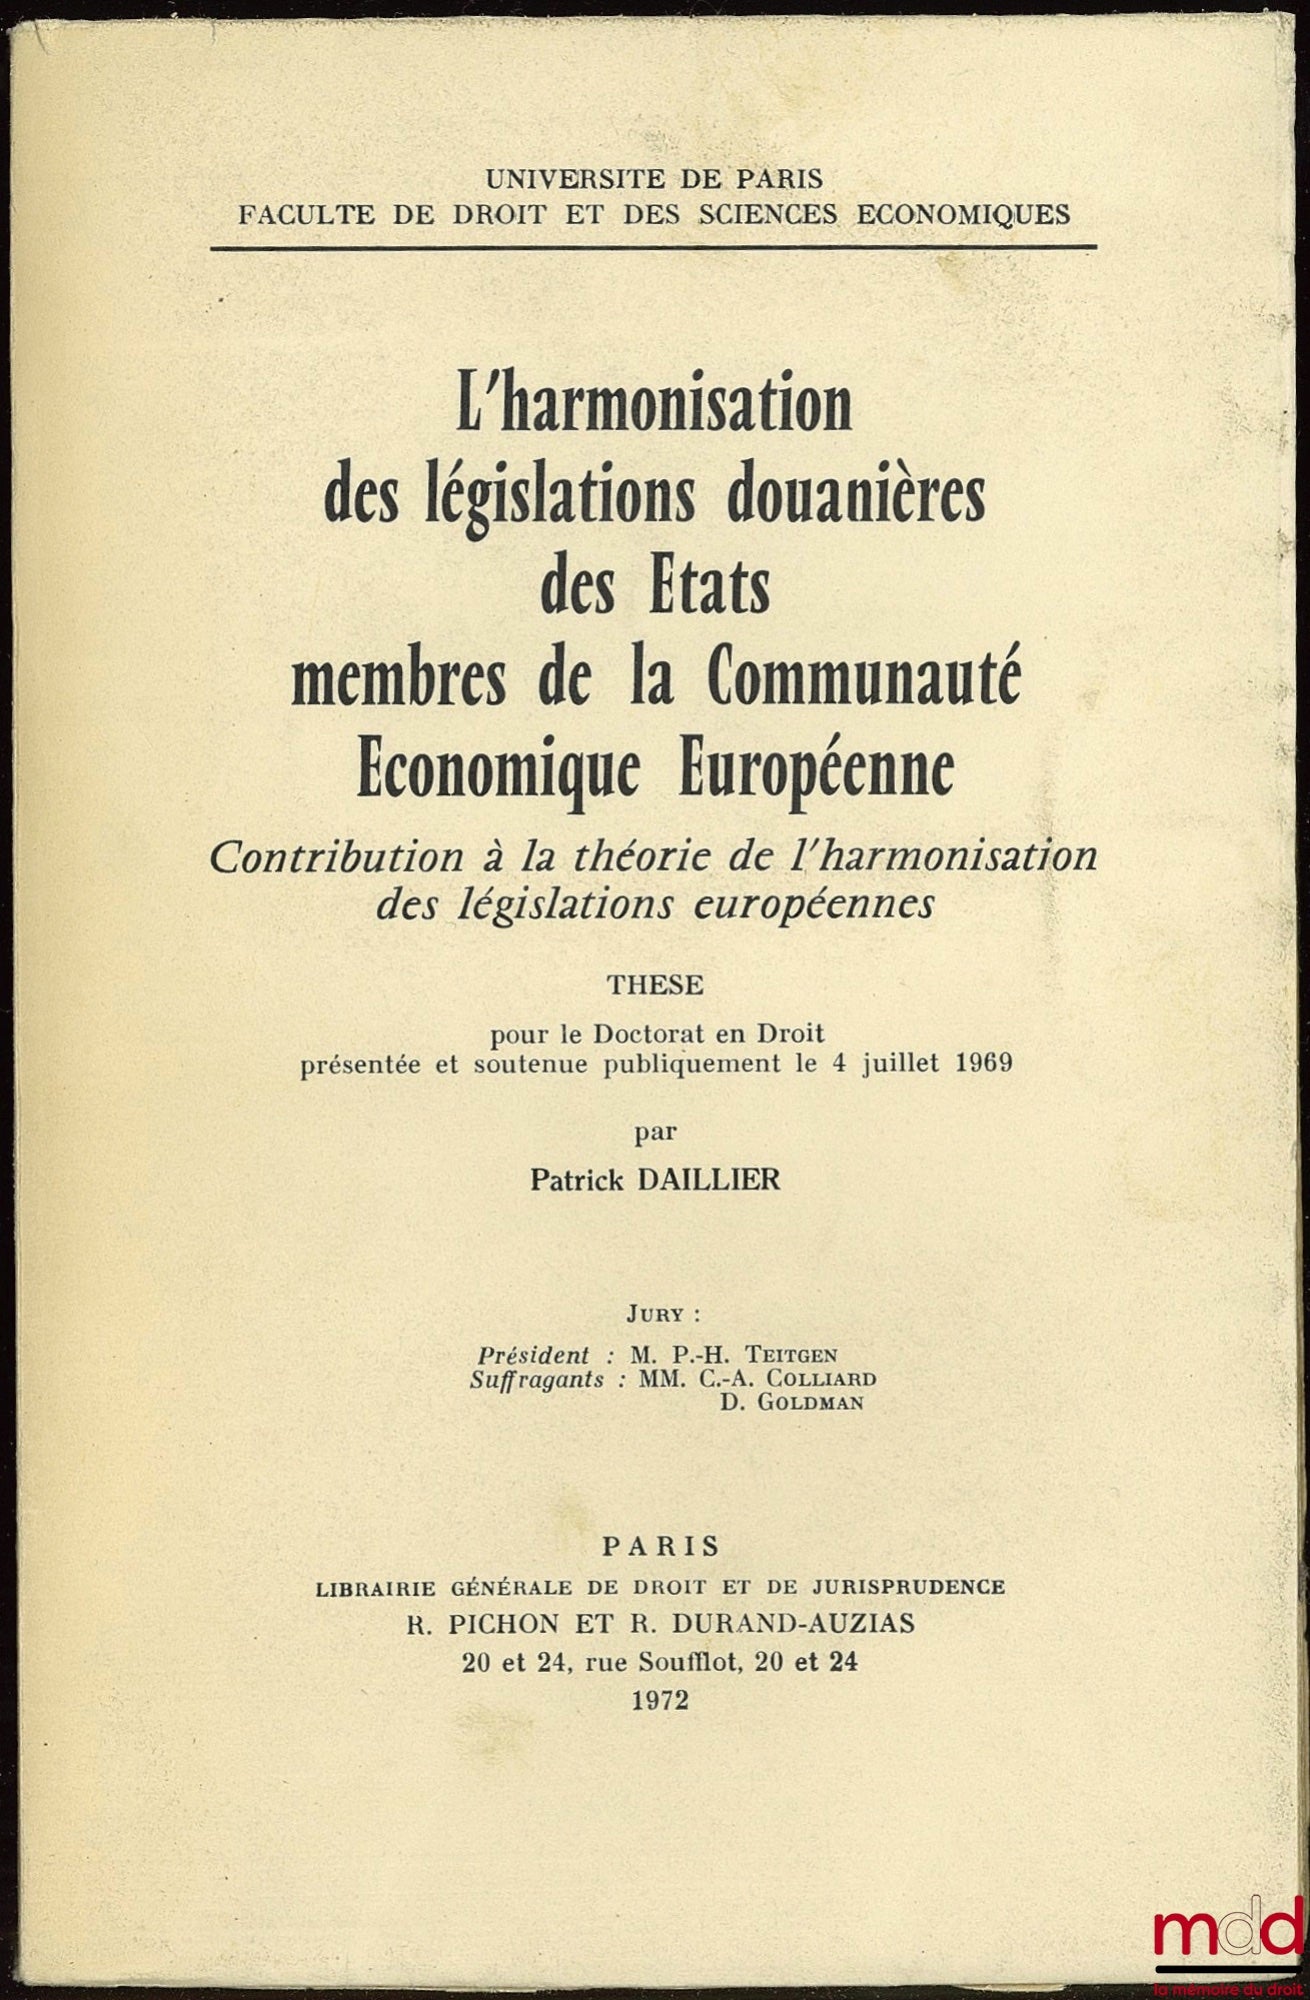 UNIVERSITE DE PARIS
FACULTE DE DROIT ET DES SCIENCES ECONOMIQUES
L'harmonisation
des législations douanières
des Etats
membres de la Communauté
Economique Européenne
Contribution à la théorie de l'harmonisation
des législations européennes
THESE
pour le Doctorat en Droit
présentée et soutenue publiquement le 4 juillet 1969
par
Patrick DAILLIER
JURY :
Président : M. P.-H. TEITGEN
Suffragants : MM. C.-A. COLLIARD
D. GOLDMAN
PARIS
LIBRAIRIE GÉNÉRALE DE DROIT ET DE JURISPRUDENCE
R. PICHON ET R. DURAND-AUZIAS
20 et 24, rue Soufflot, 20 et 24
1972
mdd
la mémoire du droit